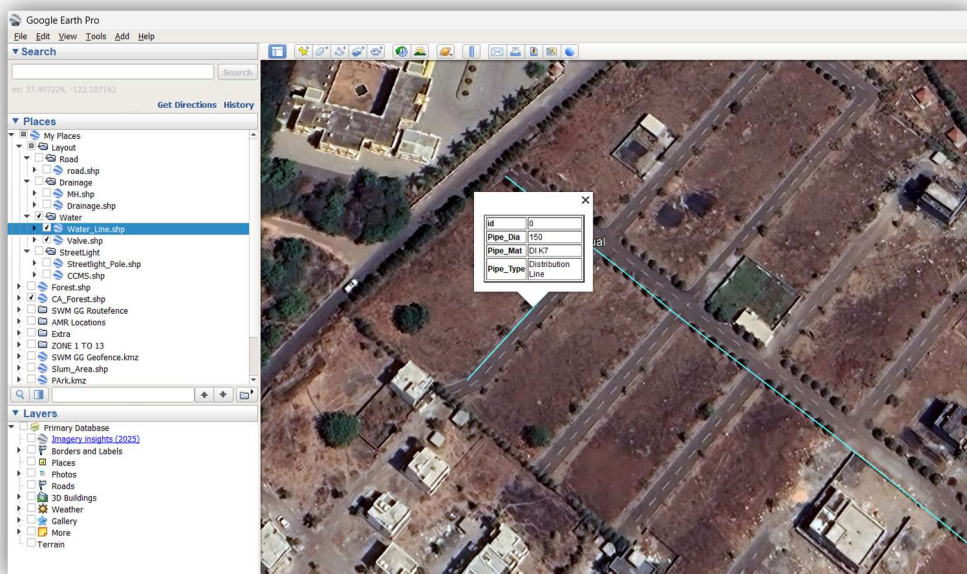 Google Earth Pro
File Edit View Tools Add Help
Search
Search
ex: 37.407229, -122.107162
Get Directions History
Places
My Places
Layout
Road
road.shp
Drainage
MH.shp
Drainage.shp
Water
Water_Line.shp
Valve.shp
StreetLight
Streetlight_Pole.shp
CCMS.shp
Forest.shp
CA_Forest.shp
SWM GG Routefence
AMR Locations
Extra
ZONE 1 TO 13
SWM GG Geofence.kmz
Slum_Area.shp
PArk.kmz
Layers
Primary Database
Imagery insights (2025)
Borders and Labels
Places
Photos
Roads
3D Buildings
Weather
Gallery
More
Terrain
id 0
Pipe_Dia 150
Pipe_Mat DI K7
Pipe_Type Distribution
Line